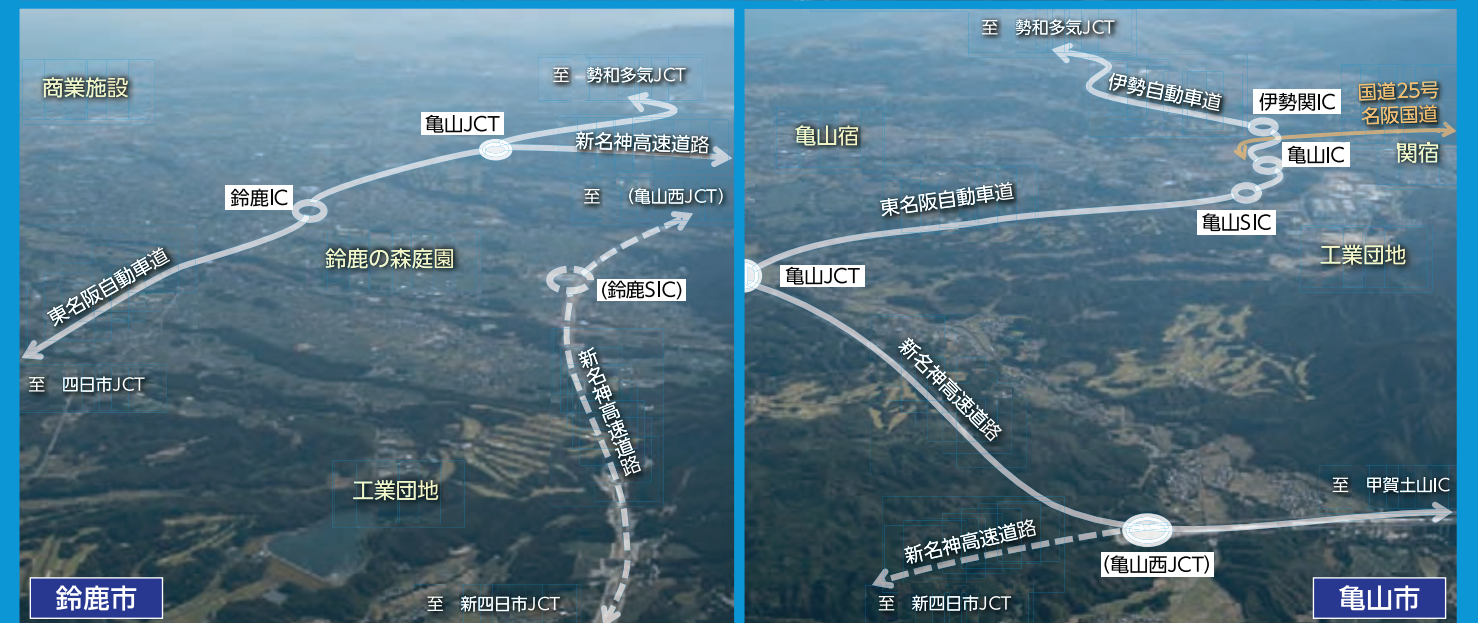 商業施設
至 勢和多気JCT
亀山JCT
新名神高速道路
鈴鹿IC
至 (亀山西JCT)
鈴鹿の森庭園
東名阪自動車道
(鈴鹿SIC)
至 四日市JCT
新名神高速道路
工業団地
鈴鹿市
至 新四日市JCT
至 勢和多気JCT
伊勢自動車道
伊勢関IC
国道25号
名阪国道
亀山宿
亀山IC
関宿
東名阪自動車道
亀山SIC
工業団地
亀山JCT
新名神高速道路
至 甲賀土山IC
新名神高速道路
(亀山西JCT)
至 新四日市JCT
亀山市